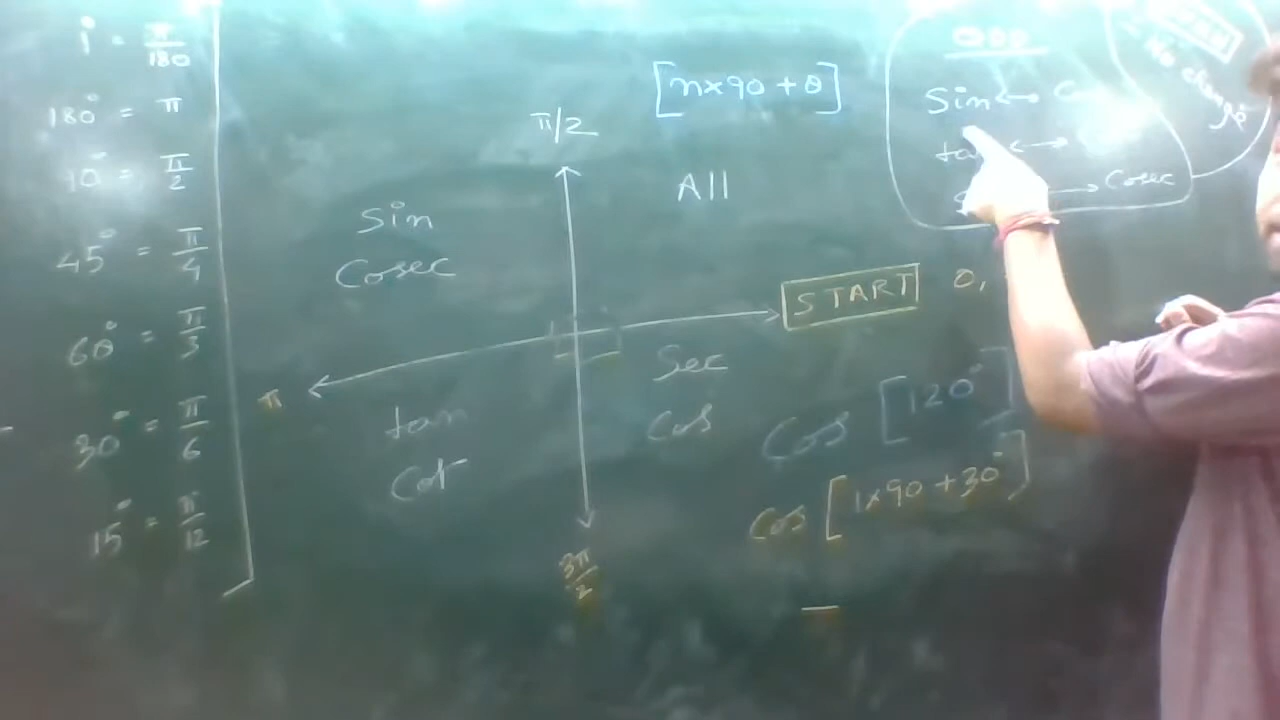 1° = π/180
180° = π
90° = π/2
45° = π/4
60° = π/3
30° = π/6
15° = π/12
[n×90+θ]
π/2
All
Sin
Cosec
START
0,
π
tan
Cot
Sec
Cos
3π/2
Cos [120°]
Cos [1×90+30°]
—
ODD
Sin ↔
tan ↔
→ Cosec
No change